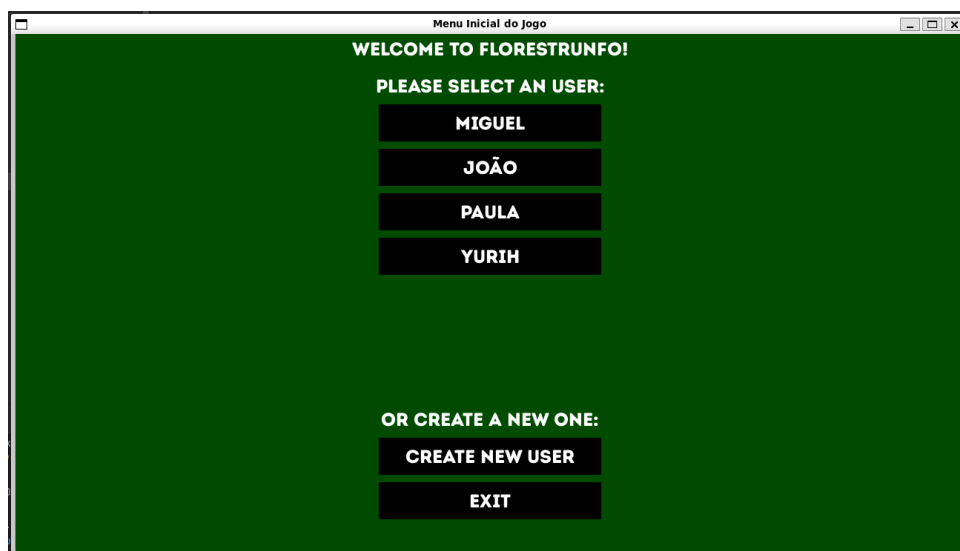 Menu Inicial do Jogo
WELCOME TO FLORESTRUNFO!
PLEASE SELECT AN USER:
MIGUEL
JOÃO
PAULA
YURIH
OR CREATE A NEW ONE:
CREATE NEW USER
EXIT